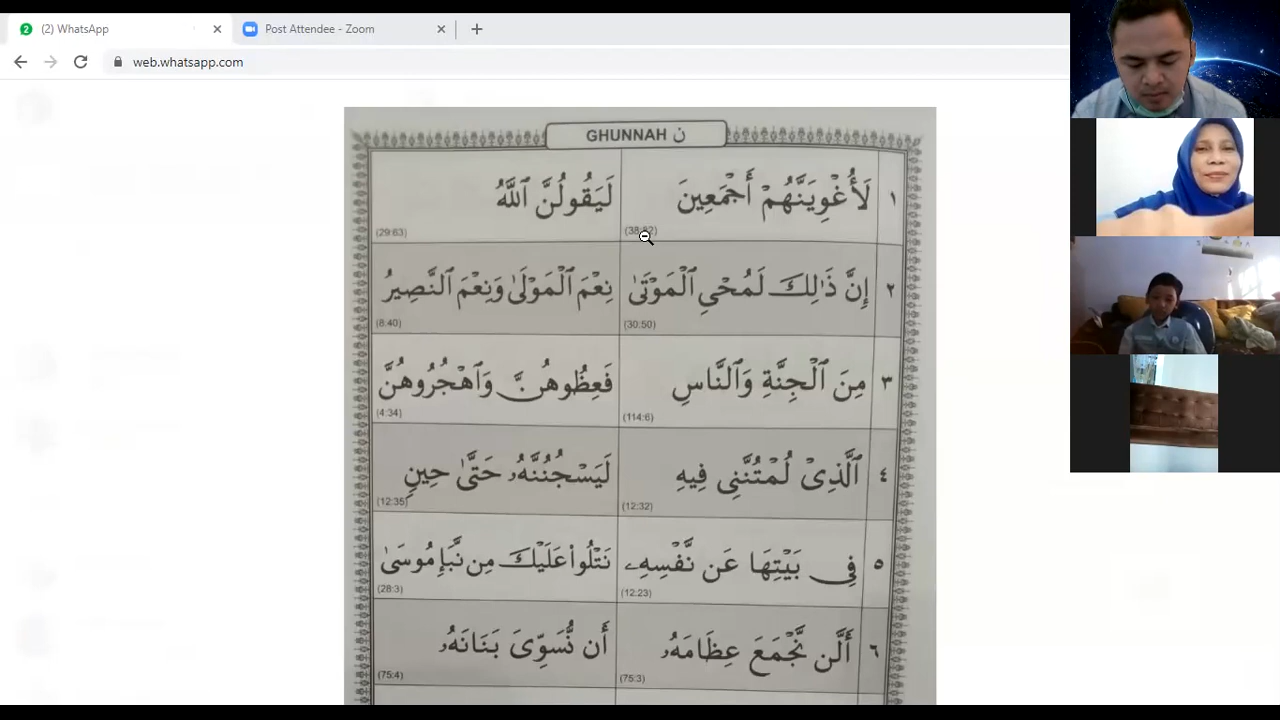 (2) WhatsApp
Post Attendee - Zoom
web.whatsapp.com
GHUNNAH ن
١ لَأُغْوِيَنَّهُمْ أَجْمَعِينَ لَيَقُولُنَّ ٱللَّهُ
(29:63)
٢ إِنَّ ذَٰلِكَ لَمُحْيِ ٱلْمَوْتَىٰ نِعْمَ ٱلْمَوْلَىٰ وَنِعْمَ ٱلنَّصِيرُ
(30:50) (8:40)
٣ مِنَ ٱلْجِنَّةِ وَٱلنَّاسِ فَعِظُوهُنَّ وَٱهْجُرُوهُنَّ
(114:6) (4:34)
٤ ٱلَّذِىْ لُمْتُنَّنِى فِيهِ لَيَسْجُنُنَّهُۥ حَتَّىٰ حِينٍ
(12:32) (12:35)
٥ فِى بَيْتِهَا عَن نَّفْسِهِۦ نَتْلُوا۟ عَلَيْكَ مِن نَّبَإِ مُوسَىٰ
(12:23) (28:3)
٦ أَلَّن نَّجْمَعَ عِظَامَهُۥ أَن نُّسَوِّىَ بَنَانَهُۥ
(75:3) (75:4)